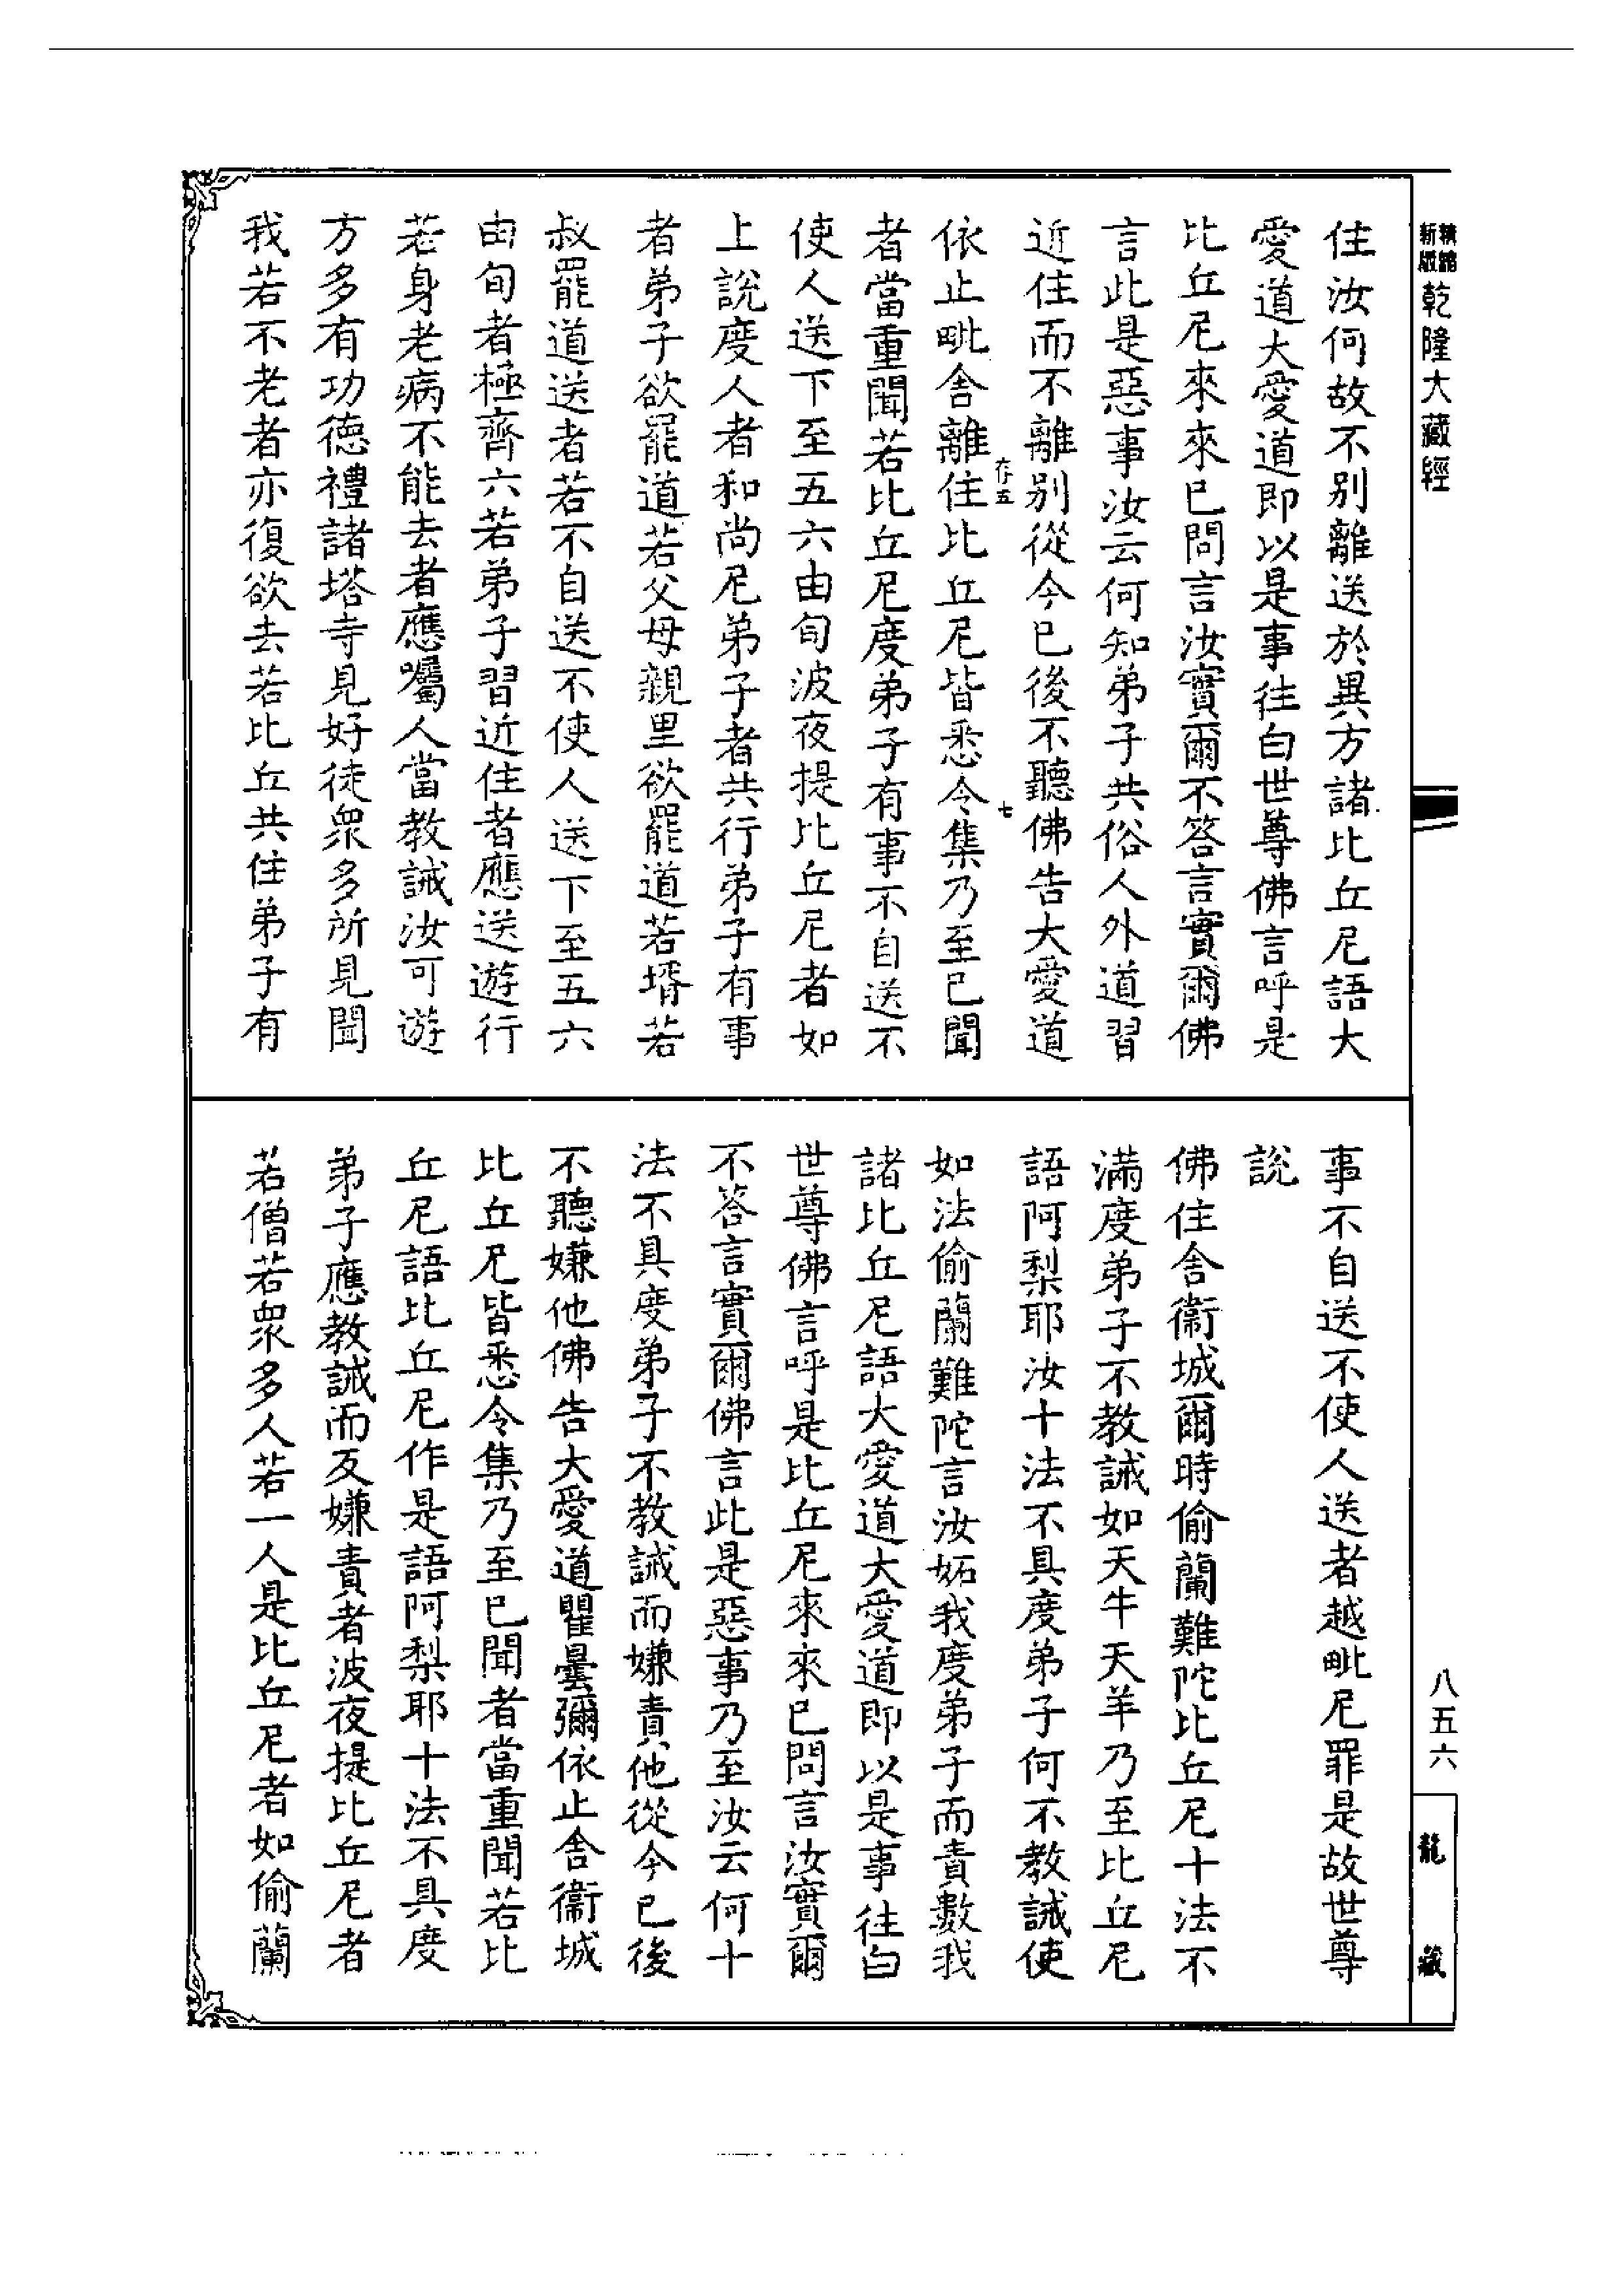 新版
精縮
乾隆大藏經
八五六
龍藏
住汝何故不別離送於異方諸比丘尼語大
愛道大愛道即以是事往白世尊佛言呼是
比丘尼來來已問言汝實爾不答言實爾佛
言此是惡事汝云何知弟子共俗人外道習
近住而不離別從今已後不聽佛告大愛道
存五
七
依止毗舍離住比丘尼皆悉令集乃至已聞
者當重聞若比丘尼度弟子有事不自送不
使人送下至五六由旬波夜提比丘尼者如
上說度人者和尚尼弟子者共行弟子有事
者弟子欲罷道若父母親里欲罷道若壻若
叔罷道送者若不自送不使人送下至五六
由旬者極齊六若弟子習近住者應送遊行
若身老病不能去者應囑人當教誡汝可遊
方多有功德禮諸塔寺見好徒眾多所見聞
我若不老者亦復欲去若比丘共住弟子有
事不自送不使人送者越毗尼罪是故世尊
說
佛住舍衞城爾時偷蘭難陀比丘尼十法不
滿度弟子不教誡如天牛天羊乃至比丘尼
語阿梨耶汝十法不具度弟子何不教誡使
如法偷蘭難陀言汝妬我度弟子而責數我
諸比丘尼語大愛道大愛道即以是事往白
世尊佛言呼是比丘尼來來已問言汝實爾
不答言實爾佛言此是惡事乃至汝云何十
法不具度弟子不教誡而嫌責他從今已後
不聽嫌他佛告大愛道瞿曇彌依止舍衞城
比丘尼皆悉令集乃至已聞者當重聞若比
丘尼語比丘尼作是語阿梨耶十法不具度
弟子應教誡而反嫌責者波夜提比丘尼者
若僧若眾多人若一人是比丘尼者如偷蘭